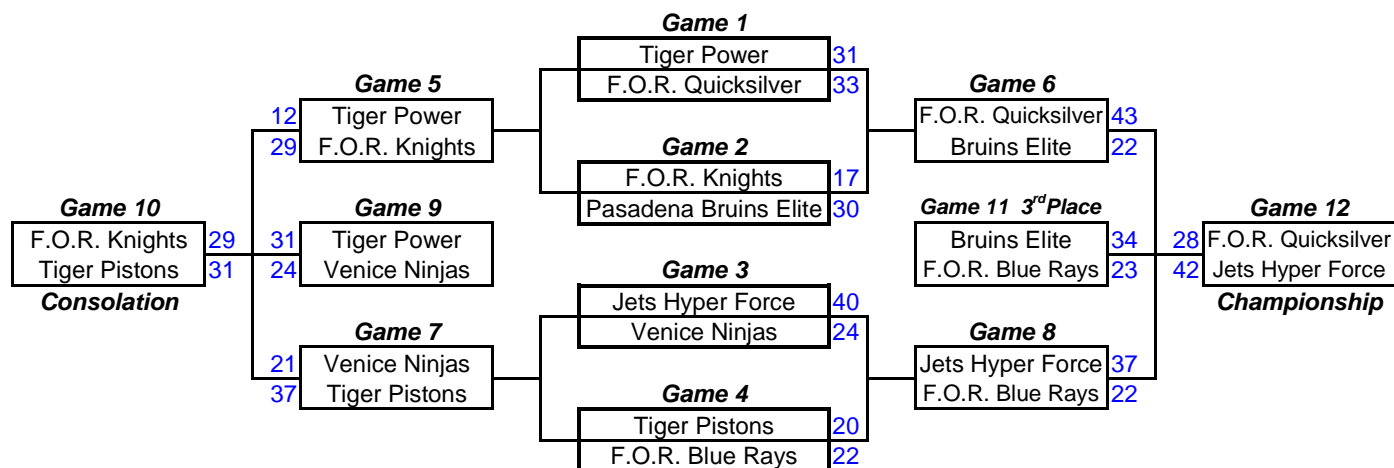 Game 1
Tiger Power 31
F.O.R. Quicksilver 33
Game 5
12 Tiger Power
29 F.O.R. Knights
Game 6
F.O.R. Quicksilver 43
Bruins Elite 22
Game 2
F.O.R. Knights 17
Pasadena Bruins Elite 30
Game 10
F.O.R. Knights 29
Tiger Pistons 31
Consolation
Game 9
31 Tiger Power
24 Venice Ninjas
Game 11 3rd Place
Bruins Elite 34
F.O.R. Blue Rays 23
Game 12
28 F.O.R. Quicksilver
42 Jets Hyper Force
Championship
Game 3
Jets Hyper Force 40
Venice Ninjas 24
Game 7
21 Venice Ninjas
37 Tiger Pistons
Game 8
Jets Hyper Force 37
F.O.R. Blue Rays 22
Game 4
Tiger Pistons 20
F.O.R. Blue Rays 22